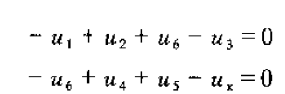 − u₁ + u₂ + u₆ − u₃ = 0
− u₆ + u₄ + u₅ − uₓ = 0